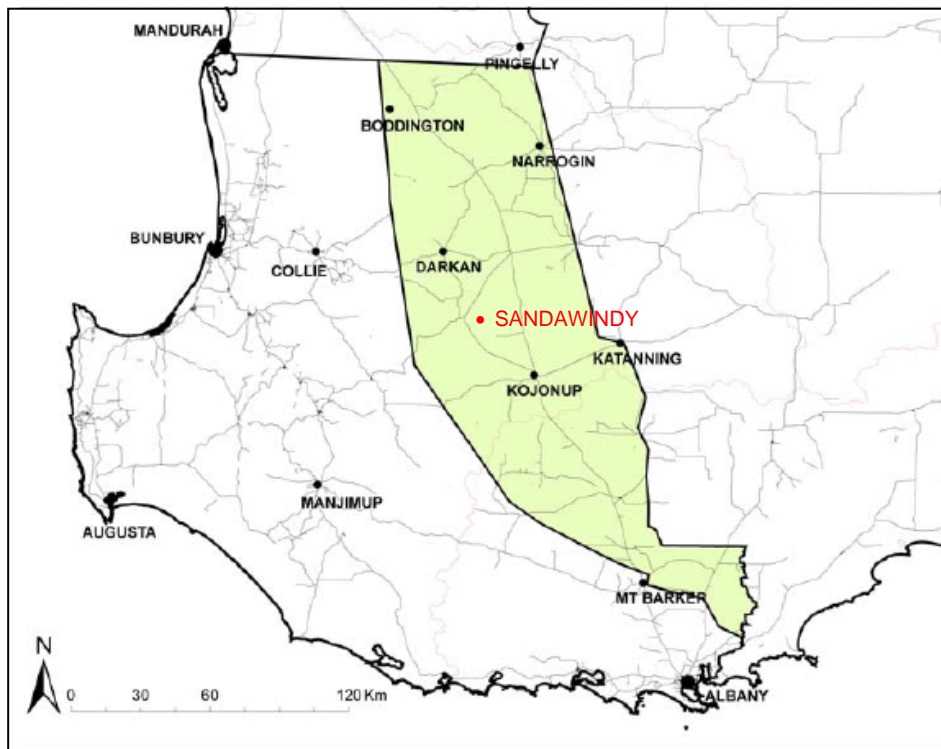 MANDURAH
PINGELLY
BODDINGTON
NARROGIN
BUNBURY
COLLIE
DARKAN
SANDAWINDY
KATANNING
KOJONUP
MANJIMUP
AUGUSTA
MT BARKER
N
0 30 60 120 Km
ALBANY